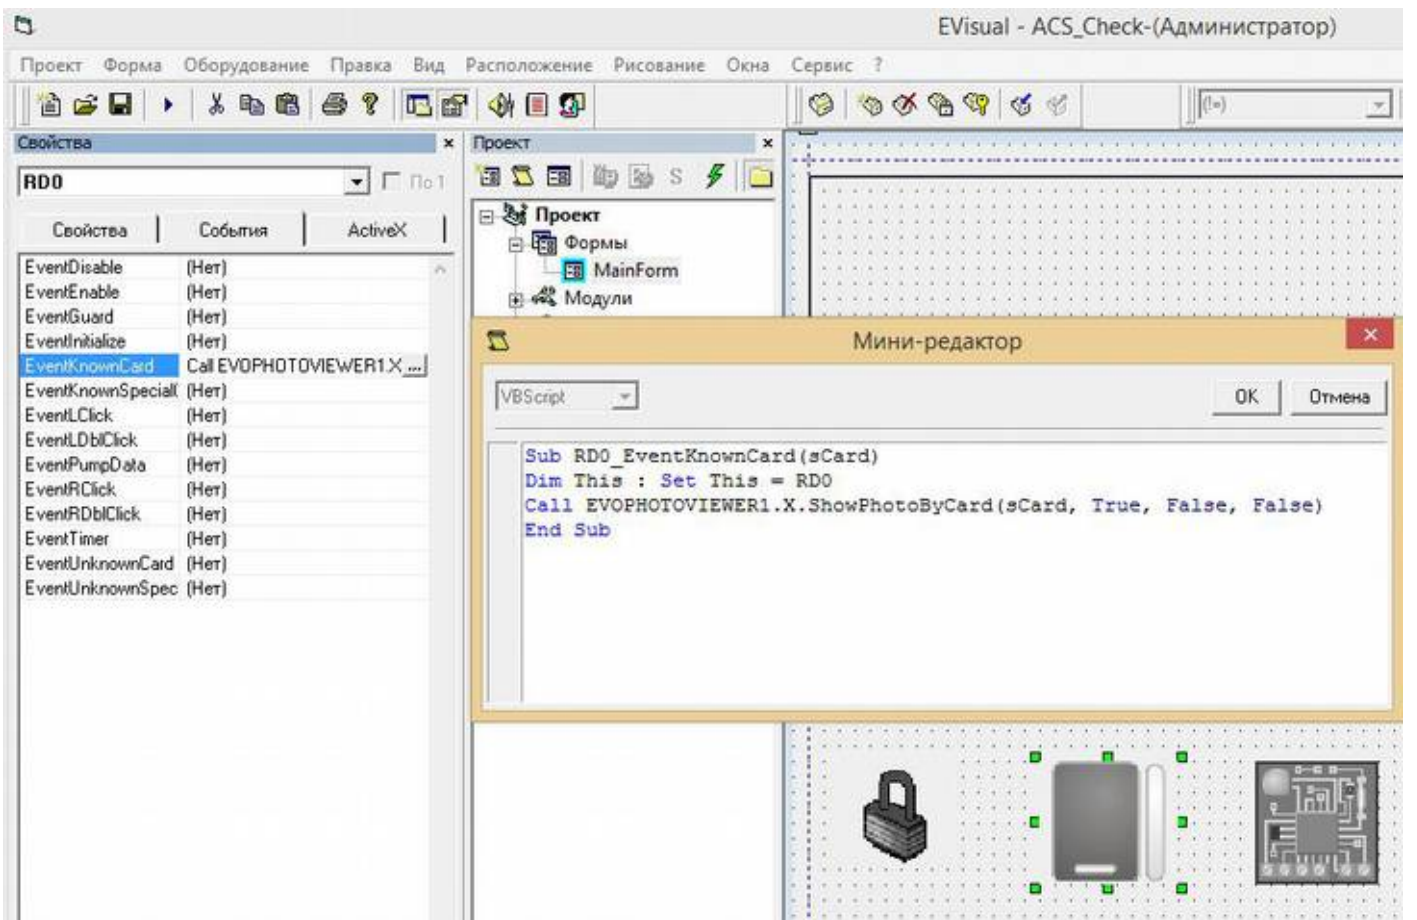 EVisual - ACS_Check-(Администратор)
Проект Форма Оборудование Правка Вид Расположение Рисование Окна Сервис ?
(!=)
Свойства
RD0
По 1
Свойства События ActiveX
EventDisable (Нет)
EventEnable (Нет)
EventGuard (Нет)
EventInitialize (Нет)
EventKnownCard Call EVOPHOTOVIEWER1.X ...
EventKnownSpecial( (Нет)
EventLClick (Нет)
EventLDblClick (Нет)
EventPumpData (Нет)
EventRClick (Нет)
EventRDblClick (Нет)
EventTimer (Нет)
EventUnknownCard (Нет)
EventUnknownSpec (Нет)
Проект
S
Проект
Формы
MainForm
Модули
Мини-редактор
VBScript
OK Отмена
Sub RD0_EventKnownCard(sCard)
Dim This : Set This = RD0
Call EVOPHOTOVIEWER1.X.ShowPhotoByCard(sCard, True, False, False)
End Sub